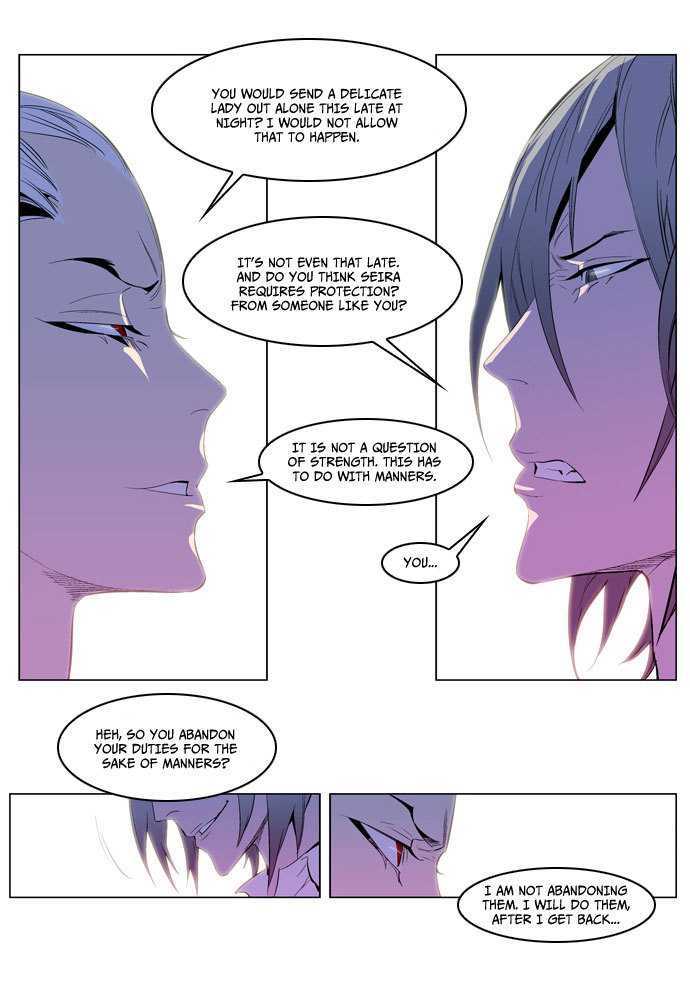 YOU WOULD SEND A DELICATE
LADY OUT ALONE THIS LATE AT
NIGHT? I WOULD NOT ALLOW
THAT TO HAPPEN.
IT'S NOT EVEN THAT LATE.
AND DO YOU THINK SEIRA
REQUIRES PROTECTION?
FROM SOMEONE LIKE YOU?
IT IS NOT A QUESTION
OF STRENGTH. THIS HAS
TO DO WITH MANNERS.
YOU...
HEH, SO YOU ABANDON
YOUR DUTIES FOR THE
SAKE OF MANNERS?
I AM NOT ABANDONING
THEM. I WILL DO THEM,
AFTER I GET BACK...